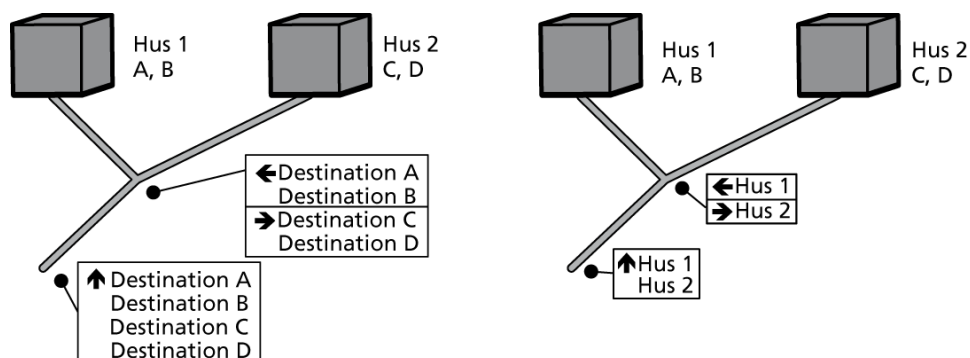 Hus 1
A, B
Hus 2
C, D
← Destination A
Destination B
→ Destination C
Destination D
↑ Destination A
Destination B
Destination C
Destination D
Hus 1
A, B
Hus 2
C, D
← Hus 1
→ Hus 2
↑ Hus 1
Hus 2